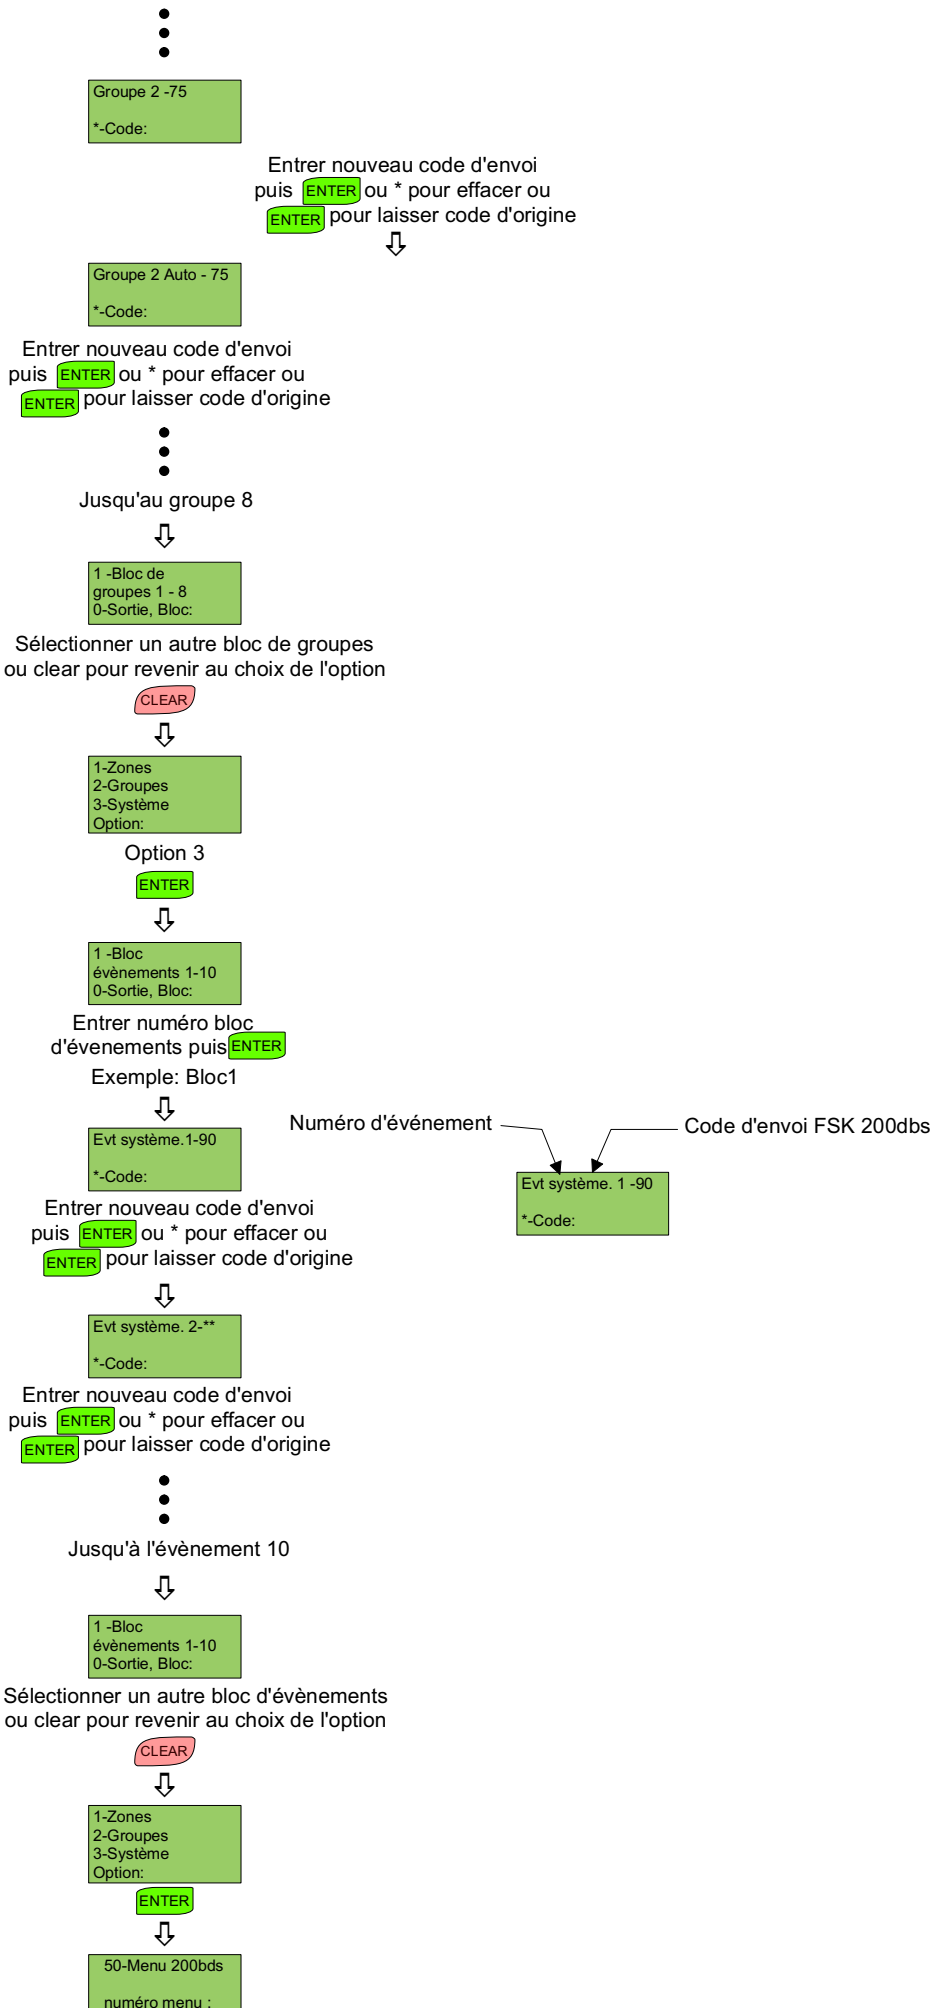 Groupe 2 -75
*-Code:
Entrer nouveau code d'envoi
puis ENTER ou * pour effacer ou
ENTER pour laisser code d'origine
Groupe 2 Auto - 75
*-Code:
Entrer nouveau code d'envoi
puis ENTER ou * pour effacer ou
ENTER pour laisser code d'origine
Jusqu'au groupe 8
1 -Bloc de
groupes 1 - 8
0-Sortie, Bloc:
Sélectionner un autre bloc de groupes
ou clear pour revenir au choix de l'option
CLEAR
1-Zones
2-Groupes
3-Système
Option:
Option 3
ENTER
1 -Bloc
évènements 1-10
0-Sortie, Bloc:
Entrer numéro bloc
d'évenements puis ENTER
Exemple: Bloc1
Evt système.1-90
*-Code:
Numéro d'événement
Code d'envoi FSK 200dbs
Evt système. 1 -90
*-Code:
Entrer nouveau code d'envoi
puis ENTER ou * pour effacer ou
ENTER pour laisser code d'origine
Evt système. 2-**
*-Code:
Entrer nouveau code d'envoi
puis ENTER ou * pour effacer ou
ENTER pour laisser code d'origine
Jusqu'à l'évènement 10
1 -Bloc
évènements 1-10
0-Sortie, Bloc:
Sélectionner un autre bloc d'évènements
ou clear pour revenir au choix de l'option
CLEAR
1-Zones
2-Groupes
3-Système
Option:
ENTER
50-Menu 200bds
numéro menu :